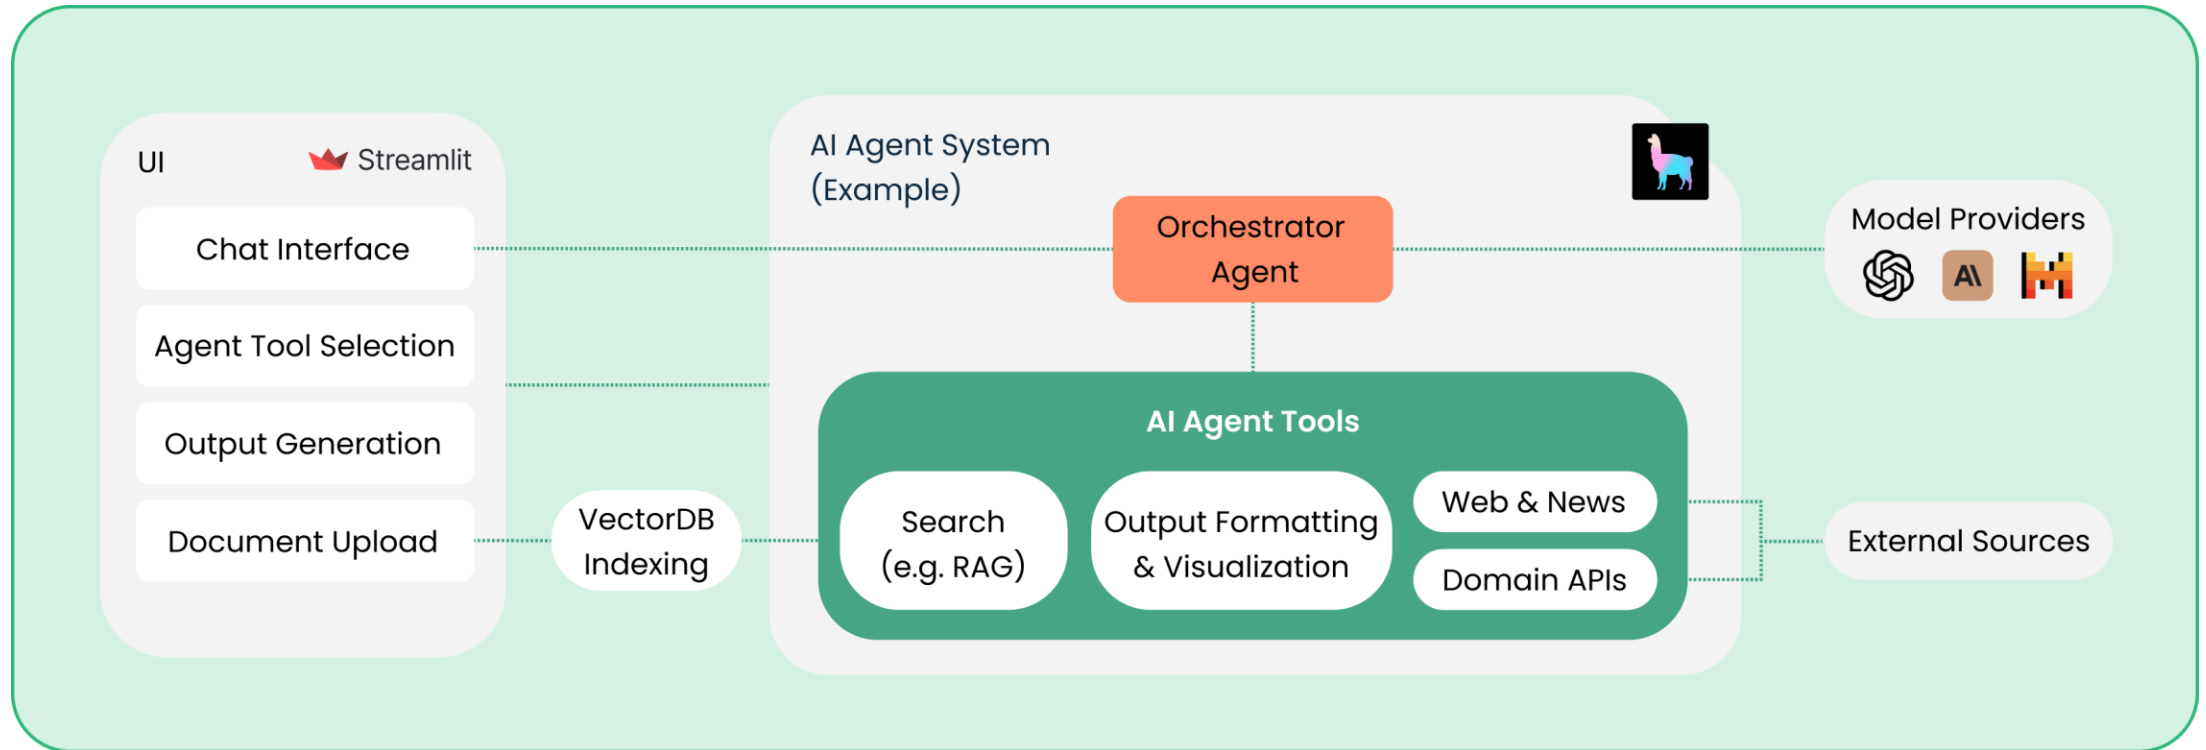 UI
Streamlit
Chat Interface
Agent Tool Selection
Output Generation
Document Upload
VectorDB
Indexing
AI Agent System
(Example)
Orchestrator
Agent
AI Agent Tools
Search
(e.g. RAG)
Output Formatting
& Visualization
Web & News
Domain APIs
Model Providers
AI
External Sources